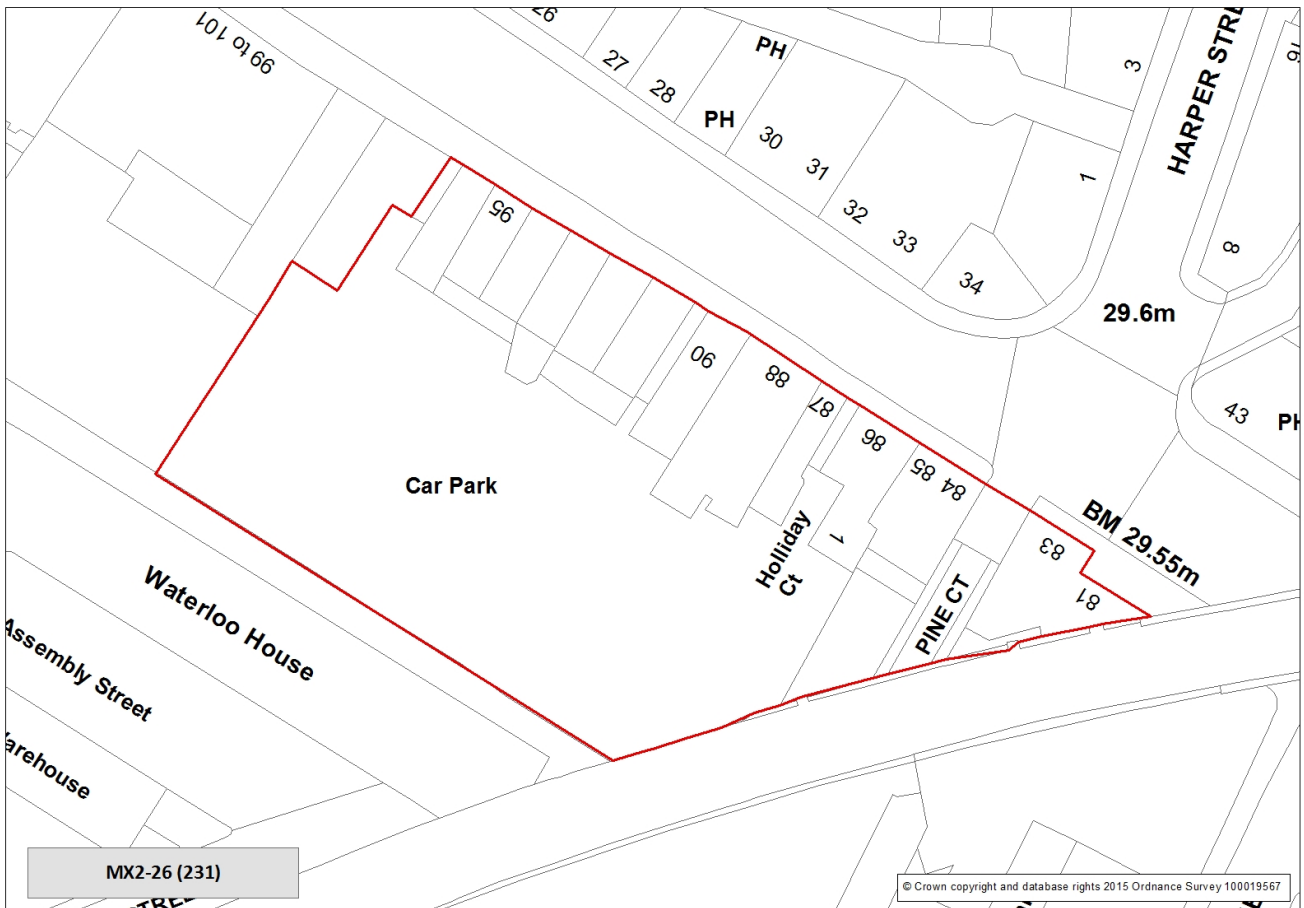 99 to 101
26
27
28
PH
PH
30
31
32
33
34
3
1
HARPER STRE
16
8
29.6m
43
PH
95
90
88
87
86
84 85
83
81
BM 29.55m
Car Park
Holliday
Ct
1
PINE CT
Waterloo House
Assembly Street
arehouse
MX2-26 (231)
© Crown copyright and database rights 2015 Ordnance Survey 100019567